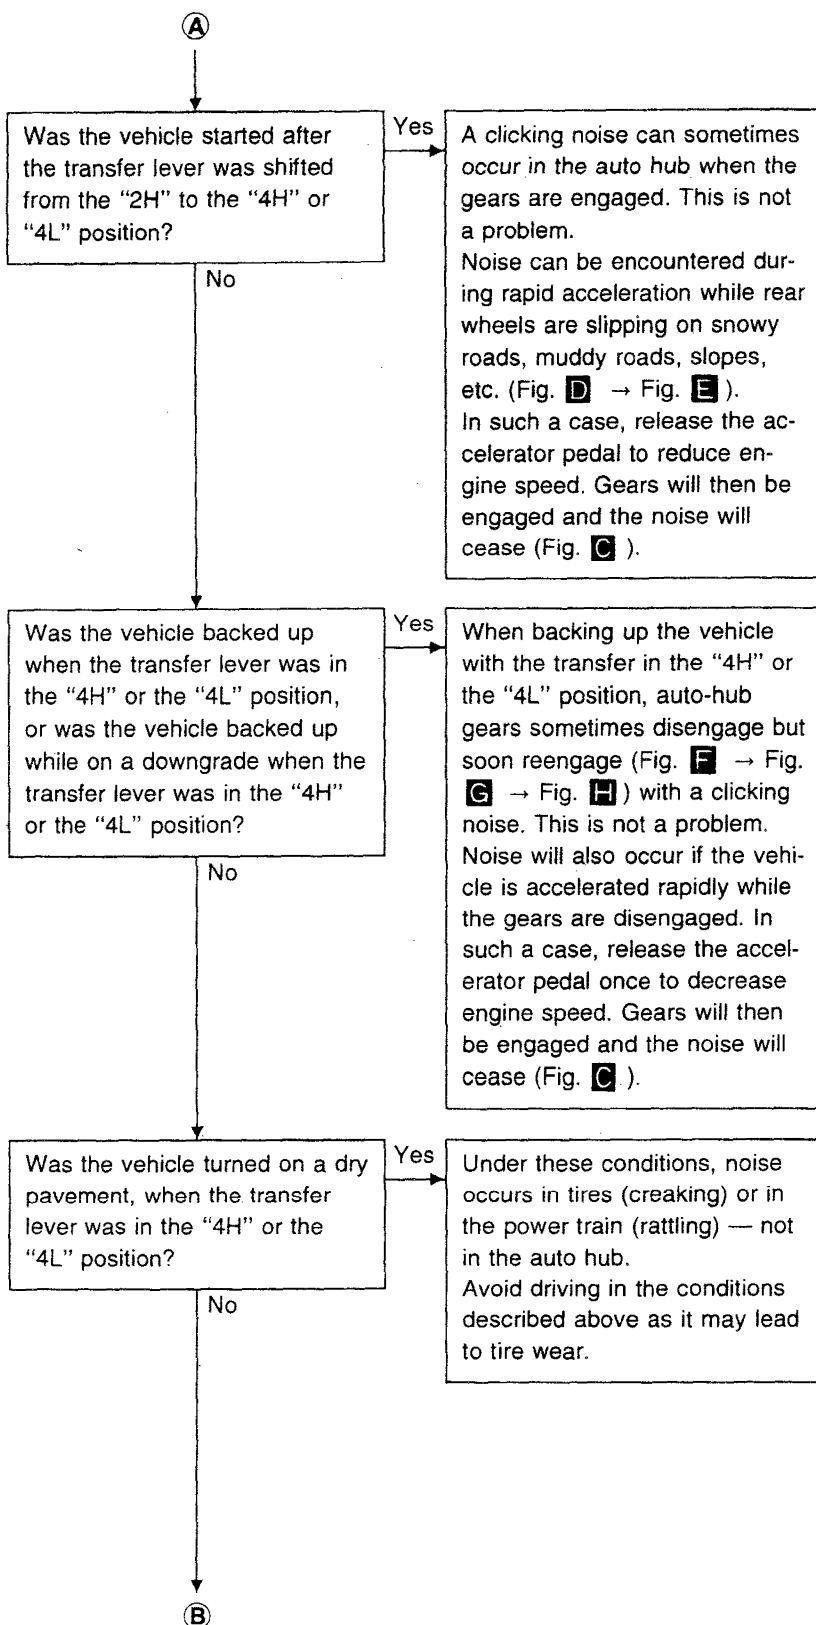 A
Was the vehicle started after
the transfer lever was shifted
from the "2H" to the "4H" or
"4L" position?
Yes
A clicking noise can sometimes
occur in the auto hub when the
gears are engaged. This is not
a problem.
Noise can be encountered dur-
ing rapid acceleration while rear
wheels are slipping on snowy
roads, muddy roads, slopes,
etc. (Fig. D → Fig. E ).
In such a case, release the ac-
celerator pedal to reduce en-
gine speed. Gears will then be
engaged and the noise will
cease (Fig. C ).
No
Was the vehicle backed up
when the transfer lever was in
the "4H" or the "4L" position,
or was the vehicle backed up
while on a downgrade when the
transfer lever was in the "4H"
or the "4L" position?
Yes
When backing up the vehicle
with the transfer in the "4H" or
the "4L" position, auto-hub
gears sometimes disengage but
soon reengage (Fig. F → Fig.
G → Fig. H ) with a clicking
noise. This is not a problem.
Noise will also occur if the vehi-
cle is accelerated rapidly while
the gears are disengaged. In
such a case, release the accel-
erator pedal once to decrease
engine speed. Gears will then
be engaged and the noise will
cease (Fig. C ).
No
Was the vehicle turned on a dry
pavement, when the transfer
lever was in the "4H" or the
"4L" position?
Yes
Under these conditions, noise
occurs in tires (creaking) or in
the power train (rattling) — not
in the auto hub.
Avoid driving in the conditions
described above as it may lead
to tire wear.
No
B